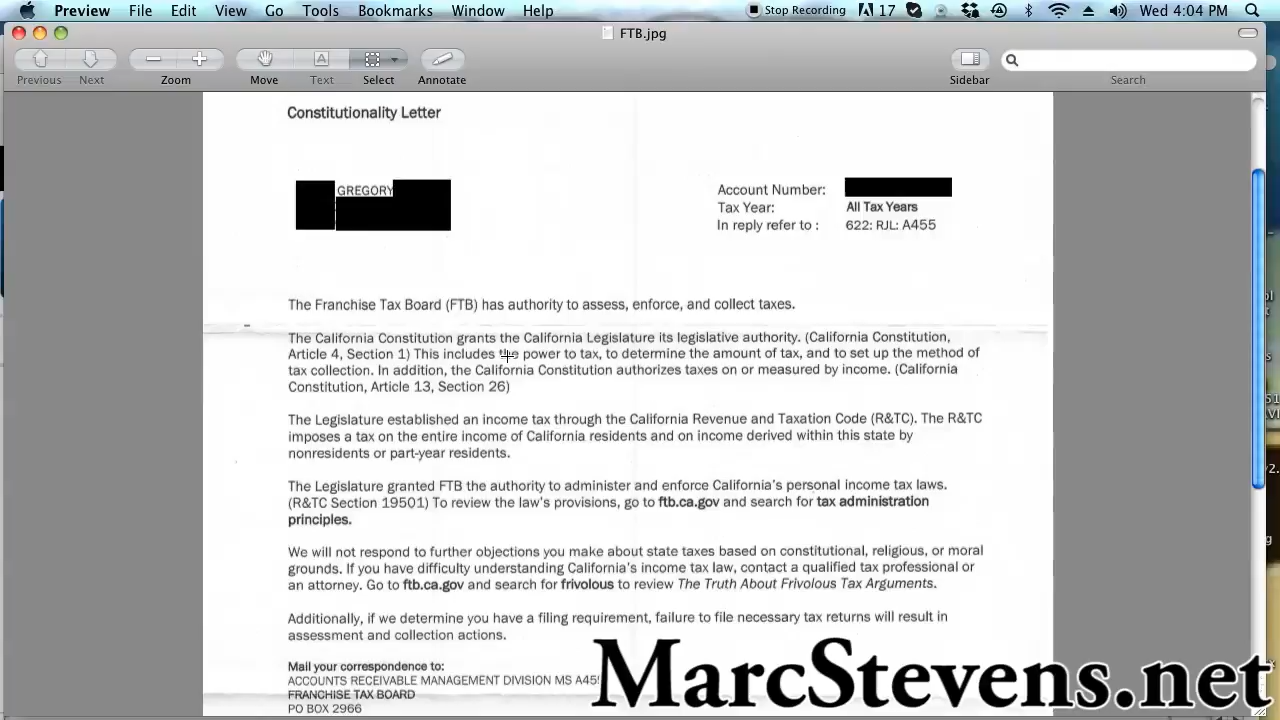 Preview File Edit View Go Tools Bookmarks Window Help Stop Recording 17 Wed 4:04 PM
FTB.jpg
Previous Next Zoom Move Text Select Annotate Sidebar Search
Constitutionality Letter
GREGORY
Account Number:
Tax Year: All Tax Years
In reply refer to : 622: RJL: A455
The Franchise Tax Board (FTB) has authority to assess, enforce, and collect taxes.
The California Constitution grants the California Legislature its legislative authority. (California Constitution,
Article 4, Section 1) This includes the power to tax, to determine the amount of tax, and to set up the method of
tax collection. In addition, the California Constitution authorizes taxes on or measured by income. (California
Constitution, Article 13, Section 26)
The Legislature established an income tax through the California Revenue and Taxation Code (R&TC). The R&TC
imposes a tax on the entire income of California residents and on income derived within this state by
nonresidents or part-year residents.
The Legislature granted FTB the authority to administer and enforce California's personal income tax laws.
(R&TC Section 19501) To review the law's provisions, go to ftb.ca.gov and search for tax administration
principles.
We will not respond to further objections you make about state taxes based on constitutional, religious, or moral
grounds. If you have difficulty understanding California's income tax law, contact a qualified tax professional or
an attorney. Go to ftb.ca.gov and search for frivolous to review The Truth About Frivolous Tax Arguments.
Additionally, if we determine you have a filing requirement, failure to file necessary tax returns will result in
assessment and collection actions.
Mail your correspondence to:
ACCOUNTS RECEIVABLE MANAGEMENT DIVISION MS A45
FRANCHISE TAX BOARD
PO BOX 2966
MarcStevens.net